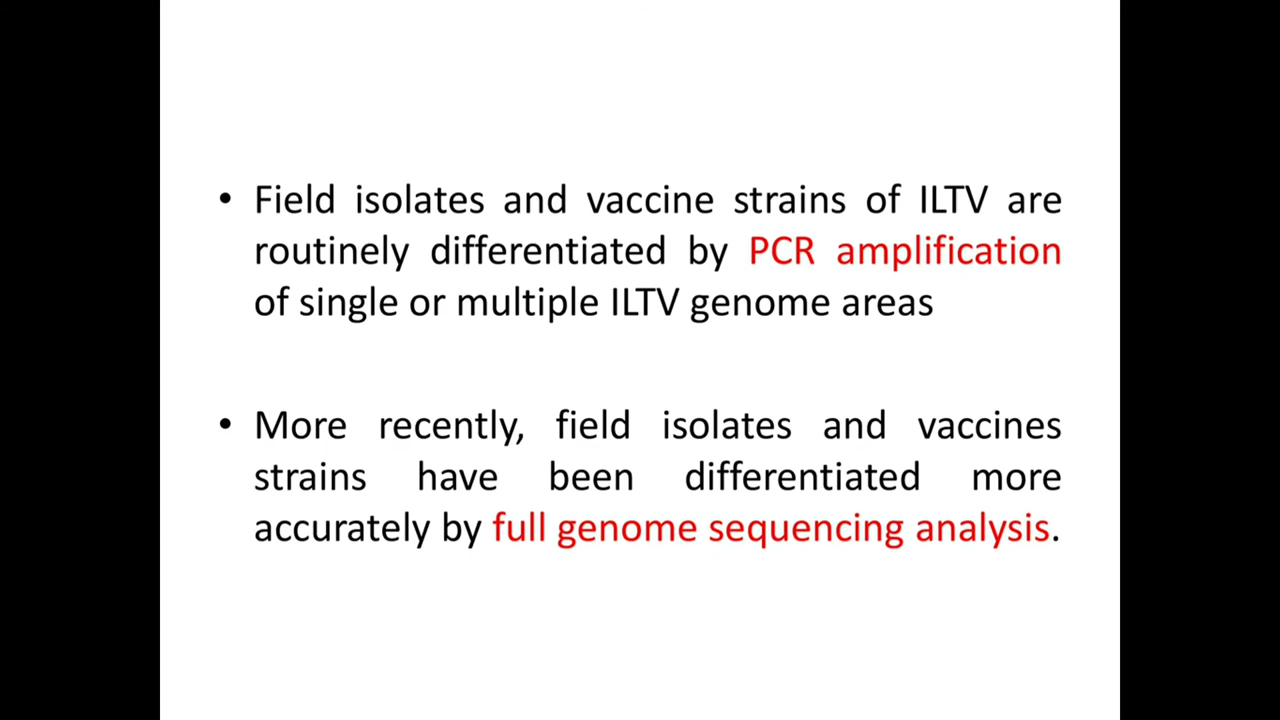 • Field isolates and vaccine strains of ILTV are
routinely differentiated by PCR amplification
of single or multiple ILTV genome areas
• More recently, field isolates and vaccines
strains have been differentiated more
accurately by full genome sequencing analysis.